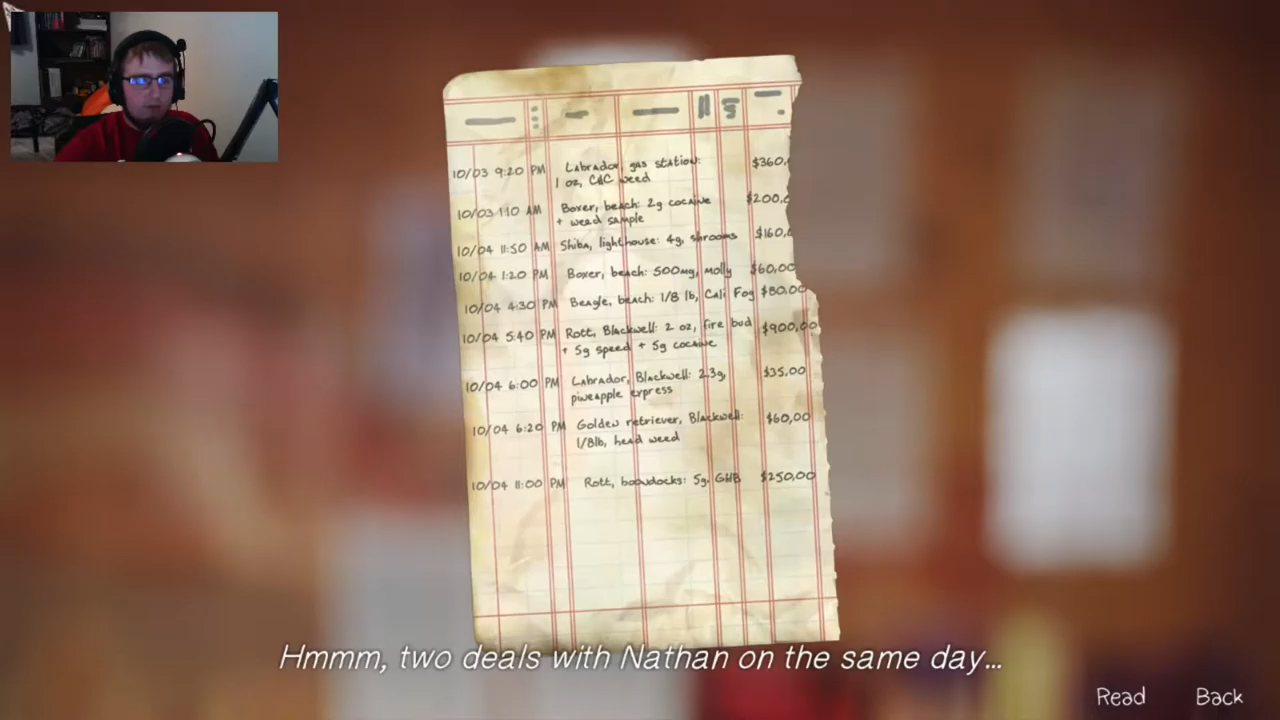 10/03 9:20 PM Labrador, gas station: $360,
1 oz, C&C weed
10/03 1:10 AM Boxer, beach: 2g cocaine $200,0
+ weed sample
10/04 11:50 AM Shiba, lighthouse: 4g, shrooms $160,0
10/04 1:20 PM Boxer, beach: 500mg, molly $60,00
10/04 4:30 PM Beagle, beach: 1/8 lb, Cali Fog $80,00
10/04 5:40 PM Rott, Blackwell: 2 oz, fire bud $900,00
+ 5g speed + 5g cocaine
10/04 6:00 PM Labrador, Blackwell: 2.3g, $35,00
pineapple express
10/04 6:20 PM Golden retriever, Blackwell: $60,00
1/8lb, head weed
10/04 11:00 PM Rott, boowdocks: 5g. GHB $250,00
Hmmm, two deals with Nathan on the same day...
Read Back